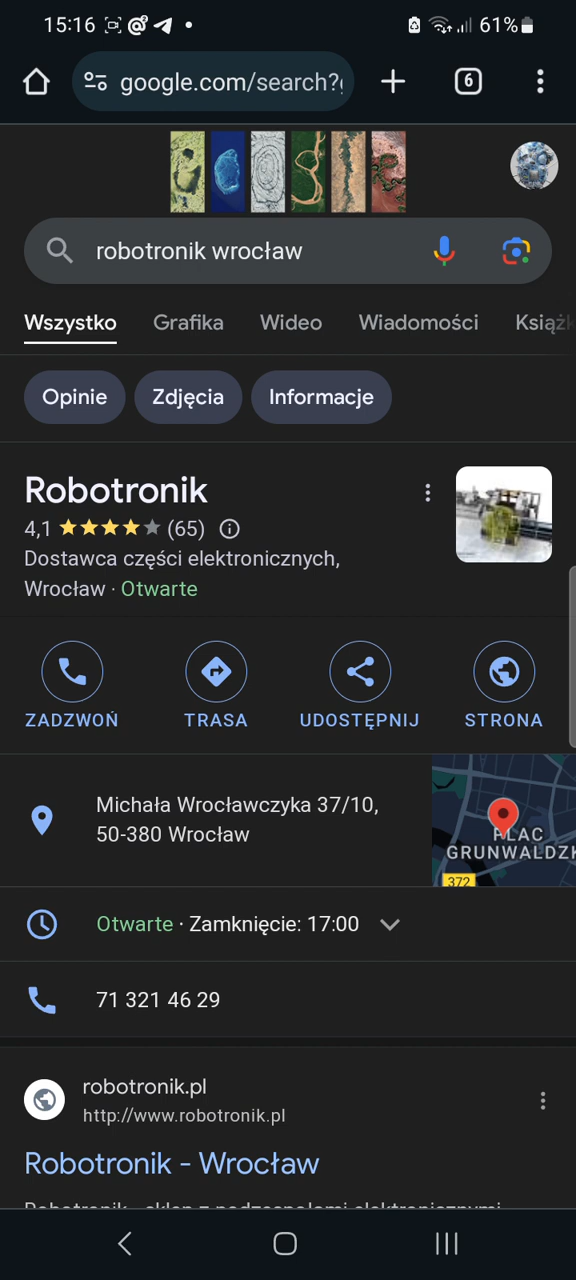 15:16
61%
google.com/search?
6
robotronik wrocław
Wszystko
Grafika
Wideo
Wiadomości
Opinie
Zdjęcia
Informacje
Robotronik
4,1 (65)
Dostawca części elektronicznych,
Wrocław · Otwarte
ZADZWOŃ
TRASA
UDOSTĘPNIJ
STRONA
Michała Wrocławczyka 37/10,
50-380 Wrocław
PLAC
GRUNWALDZK
372
Otwarte · Zamknięcie: 17:00
71 321 46 29
robotronik.pl
http://www.robotronik.pl
Robotronik - Wrocław